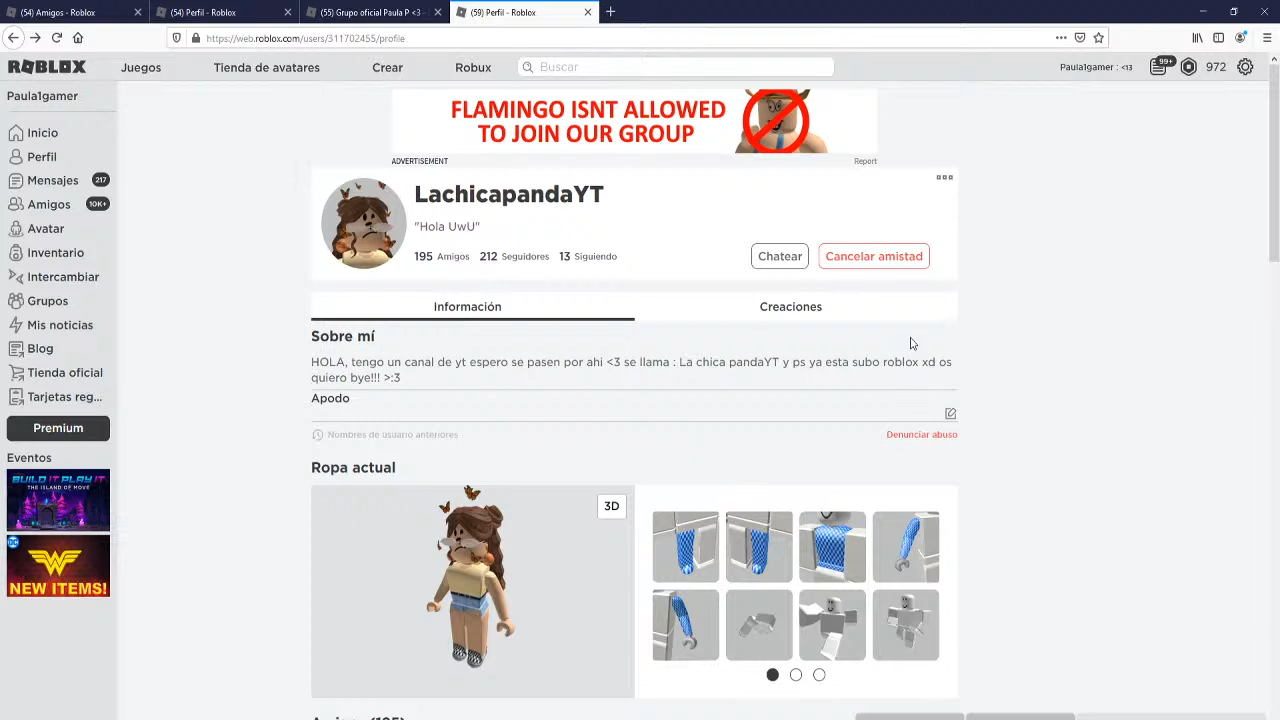 (54) Amigos - Roblox
(54) Perfil - Roblox
(55) Grupo oficial Paula P <3 -
(59) Perfil - Roblox
https://web.roblox.com/users/311702455/profile
ROBLOX
Juegos
Tienda de avatares
Crear
Robux
Buscar
Paula1gamer : <13
99+
972
Paula1gamer
Inicio
Perfil
Mensajes 217
Amigos 10K+
Avatar
Inventario
Intercambiar
Grupos
Mis noticias
Blog
Tienda oficial
Tarjetas reg...
Premium
Eventos
BUILD IT PLAY IT
THE ISLAND OF MOVE
DC
NEW ITEMS!
FLAMINGO ISNT ALLOWED
TO JOIN OUR GROUP
ADVERTISEMENT
Report
LachicapandaYT
"Hola UwU"
195 Amigos 212 Seguidores 13 Siguiendo
Chatear
Cancelar amistad
Información
Creaciones
Sobre mí
HOLA, tengo un canal de yt espero se pasen por ahi <3 se llama : La chica pandaYT y ps ya esta subo roblox xd os
quiero bye!!! >:3
Apodo
Nombres de usuario anteriores
Denunciar abuso
Ropa actual
3D
Amigos (195)